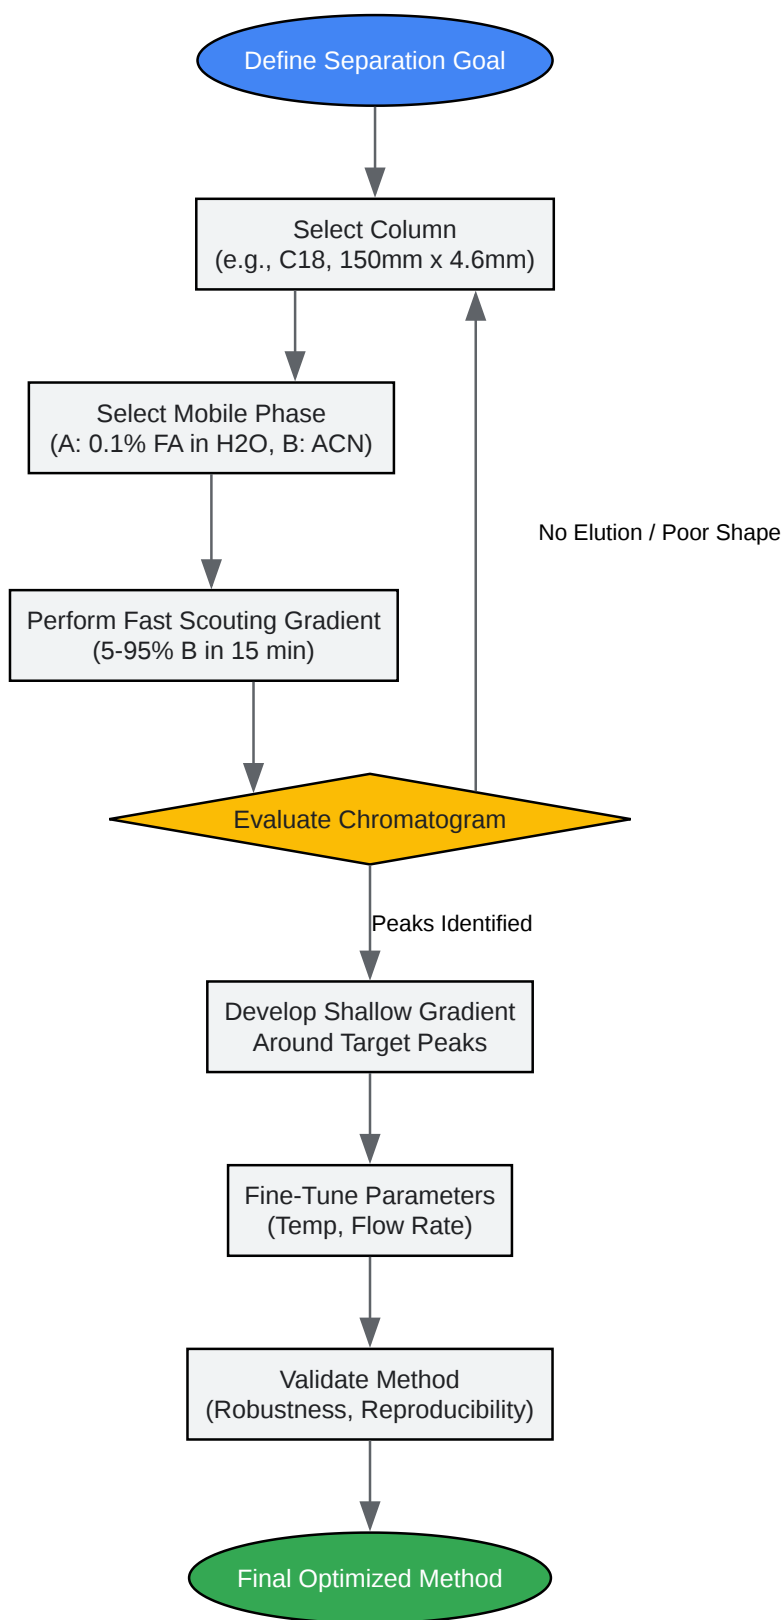 Define Separation Goal
Select Column
(e.g., C18, 150mm x 4.6mm)
Select Mobile Phase
(A: 0.1% FA in H2O, B: ACN)
No Elution / Poor Shape
Perform Fast Scouting Gradient
(5-95% B in 15 min)
Evaluate Chromatogram
Peaks Identified
Develop Shallow Gradient
Around Target Peaks
Fine-Tune Parameters
(Temp, Flow Rate)
Validate Method
(Robustness, Reproducibility)
Final Optimized Method